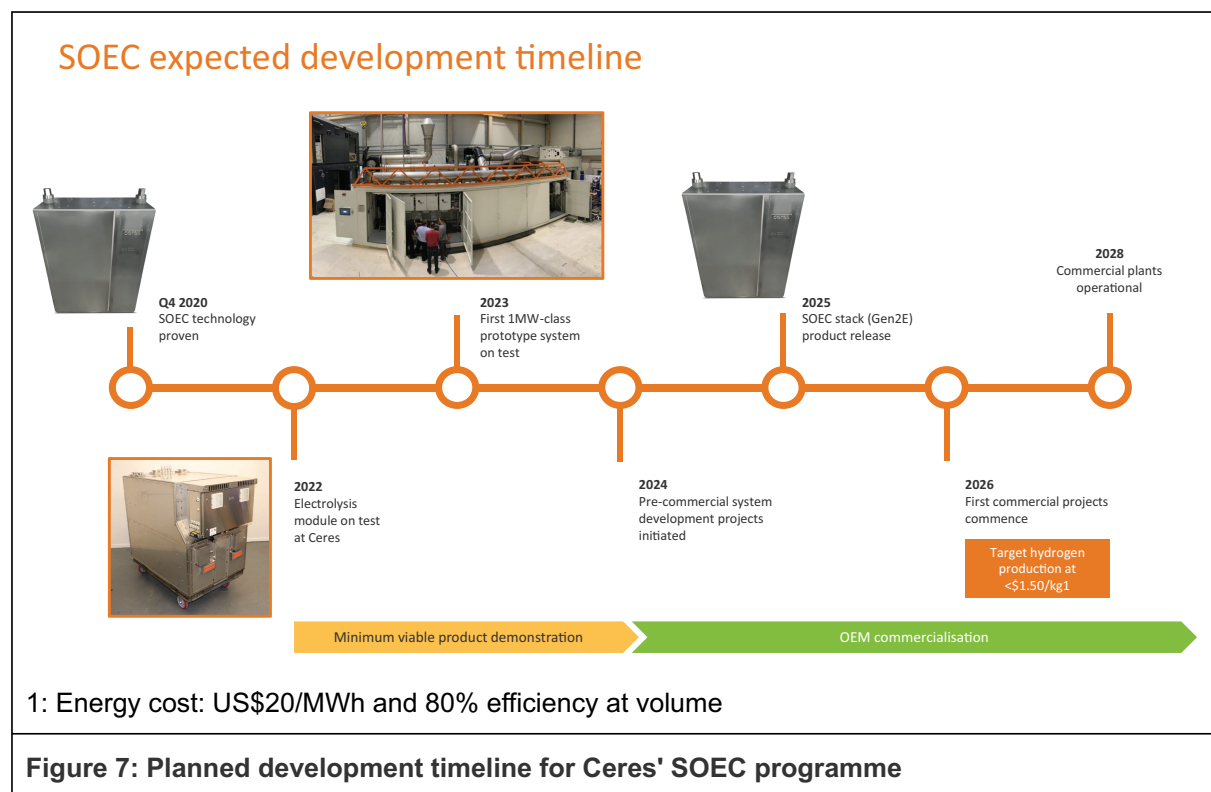 SOEC expected development timeline
Q4 2020
SOEC technology
proven
2023
First 1MW-class
prototype system
on test
2025
SOEC stack (Gen2E)
product release
2028
Commercial plants
operational
2022
Electrolysis
module on test
at Ceres
2024
Pre-commercial system
development projects
initiated
2026
First commercial projects
commence
Target hydrogen
production at
<$1.50/kg1
Minimum viable product demonstration
OEM commercialisation
1: Energy cost: US$20/MWh and 80% efficiency at volume
Figure 7: Planned development timeline for Ceres' SOEC programme